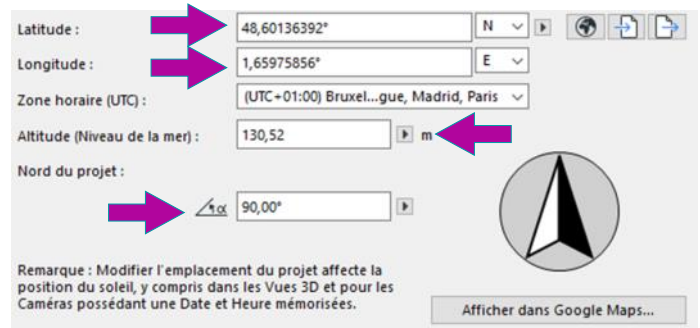 Latitude : 48,60136392° N
Longitude : 1,65975856° E
Zone horaire (UTC) : (UTC+01:00) Bruxel...gue, Madrid, Paris
Altitude (Niveau de la mer) : 130,52 m
Nord du projet :
α 90,00°
Remarque : Modifier l'emplacement du projet affecte la
position du soleil, y compris dans les Vues 3D et pour les
Caméras possédant une Date et Heure mémorisées.
Afficher dans Google Maps...